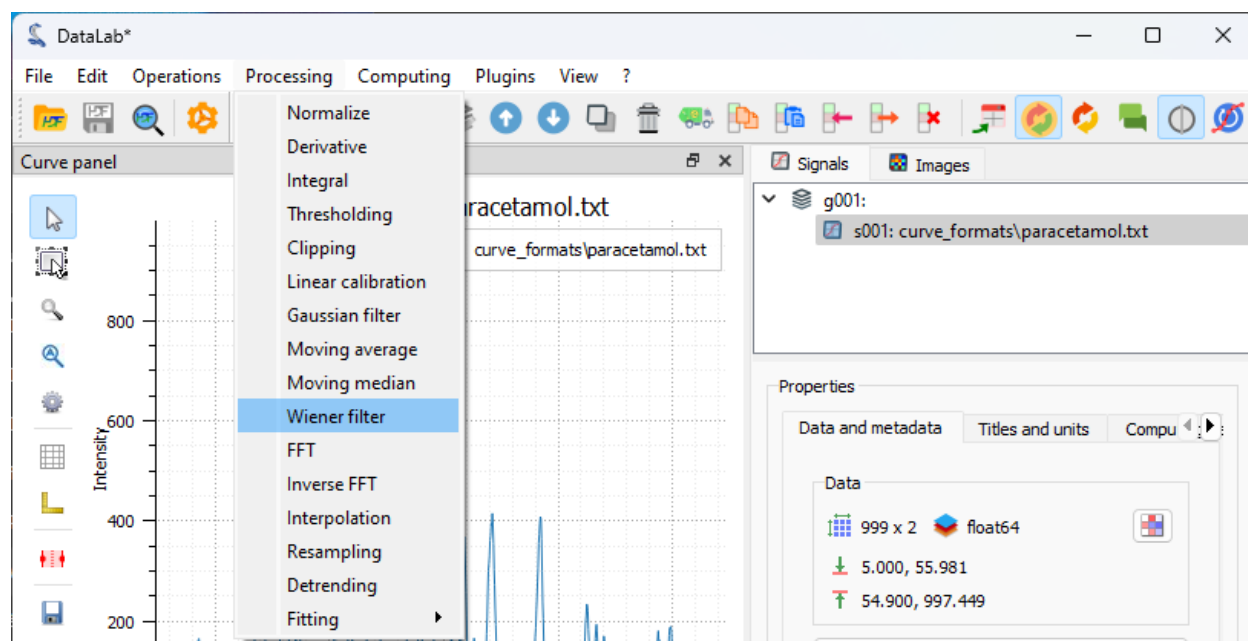 DataLab*
File Edit Operations Processing Computing Plugins View ?
Curve panel
Normalize
Derivative
Integral
Thresholding
Clipping
Linear calibration
Gaussian filter
Moving average
Moving median
Wiener filter
FFT
Inverse FFT
Interpolation
Resampling
Detrending
Fitting
racetamol.txt
curve_formats\paracetamol.txt
800
600
400
200
Intensity
Signals Images
g001:
s001: curve_formats\paracetamol.txt
Properties
Data and metadata Titles and units Compu
Data
999 x 2 float64
5.000, 55.981
54.900, 997.449